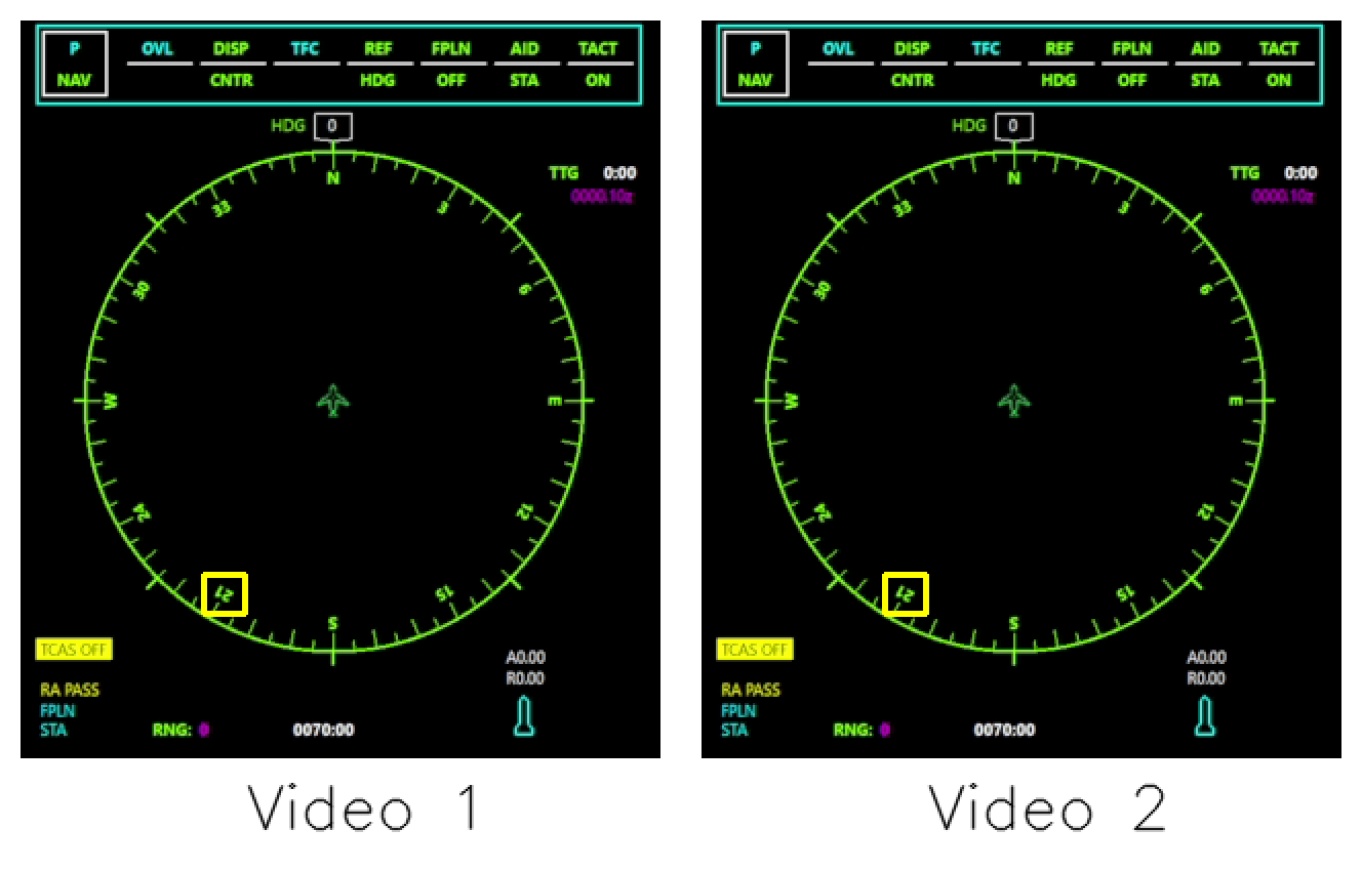 P OVL DISP TFC REF FPLN AID TACT
NAV CNTR HDG OFF STA ON
HDG 0
TTG 0:00
0000.10z
N
33 3
30 6
W E
24 12
21 15
S
TCAS OFF
A0.00
R0.00
RA PASS
FPLN
STA RNG: 0 0070:00
Video 1
P OVL DISP TFC REF FPLN AID TACT
NAV CNTR HDG OFF STA ON
HDG 0
TTG 0:00
0000.10z
N
33 3
30 6
W E
24 12
21 15
S
TCAS OFF
A0.00
R0.00
RA PASS
FPLN
STA RNG: 0 0070:00
Video 2